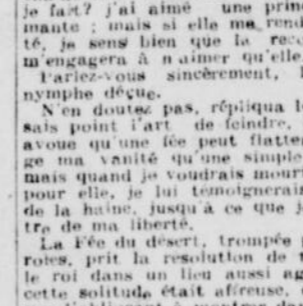 je fait? j'ai aimé une prin
mante ; mais si elle me rend
té, je sens bien que la reco
m'engagera à n aimer qu'elle
Parlez-vous sincèrement,
nymphe déçue.
N'en doutez pas, répliqua l
sais point l'art de feindre,
avoue qu'une fée peut flatte
ge ma vanité qu'une simple
mais quand je voudrais mour
pour elle, je lui témoignerai
de la haine, jusqu'à ce que j
tre de ma liberté.
La Fée du désert, trompée
roles, prit la résolution de t
le roi dans un lieu aussi ag
cette solitude était affreuse,